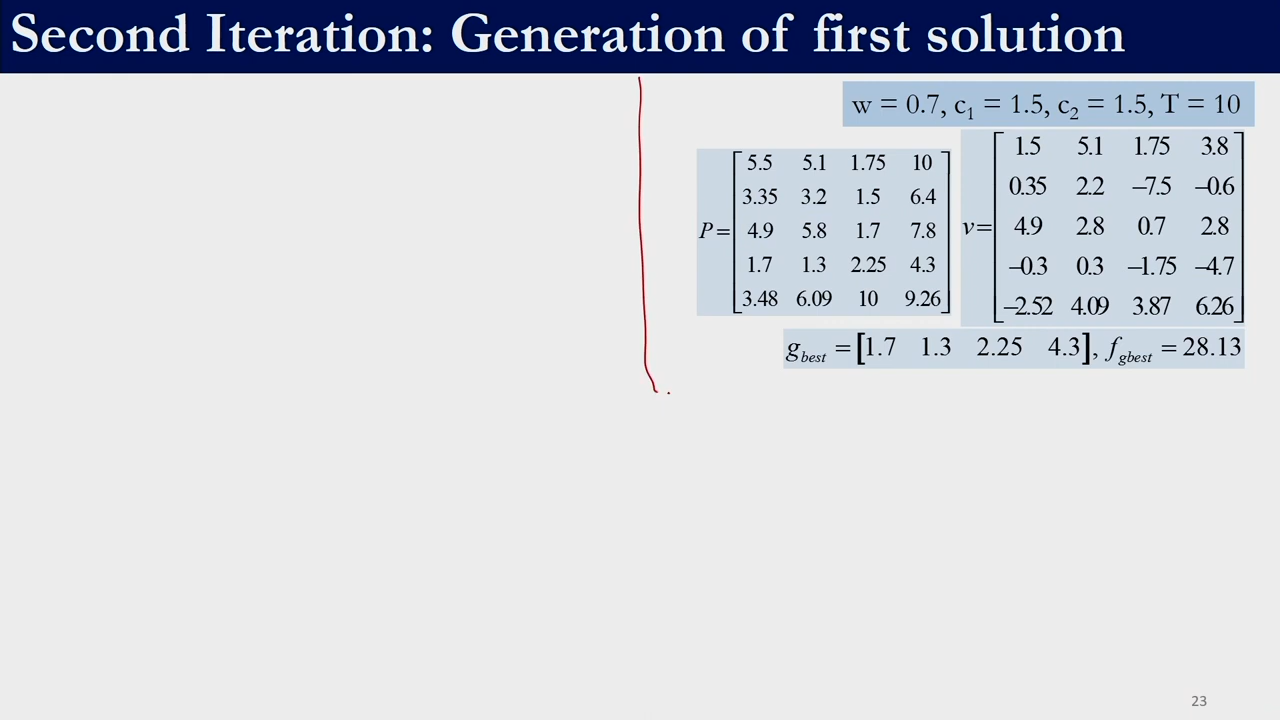 Second Iteration: Generation of first solution
w = 0.7, c₁ = 1.5, c₂ = 1.5, T = 10
P =
5.5 5.1 1.75 10
3.35 3.2 1.5 6.4
4.9 5.8 1.7 7.8
1.7 1.3 2.25 4.3
3.48 6.09 10 9.26
v =
1.5 5.1 1.75 3.8
0.35 2.2 −7.5 −0.6
4.9 2.8 0.7 2.8
−0.3 0.3 −1.75 −4.7
−2.52 4.09 3.87 6.26
g_best = [1.7 1.3 2.25 4.3], f_gbest = 28.13
23